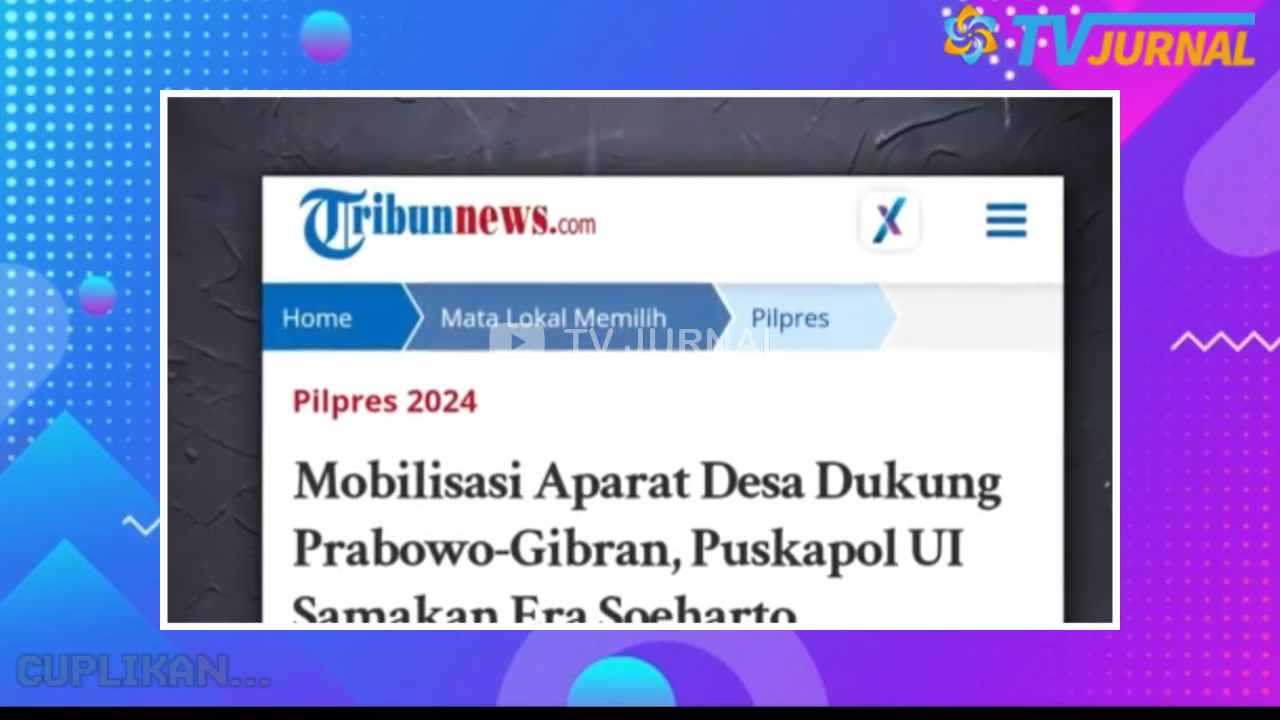 TV JURNAL
Tribunnews.com
Home Mata Lokal Memilih Pilpres
TV JURNAL
Pilpres 2024
Mobilisasi Aparat Desa Dukung
Prabowo-Gibran, Puskapol UI
Samakan Era Soeharto
CUPLIKAN...